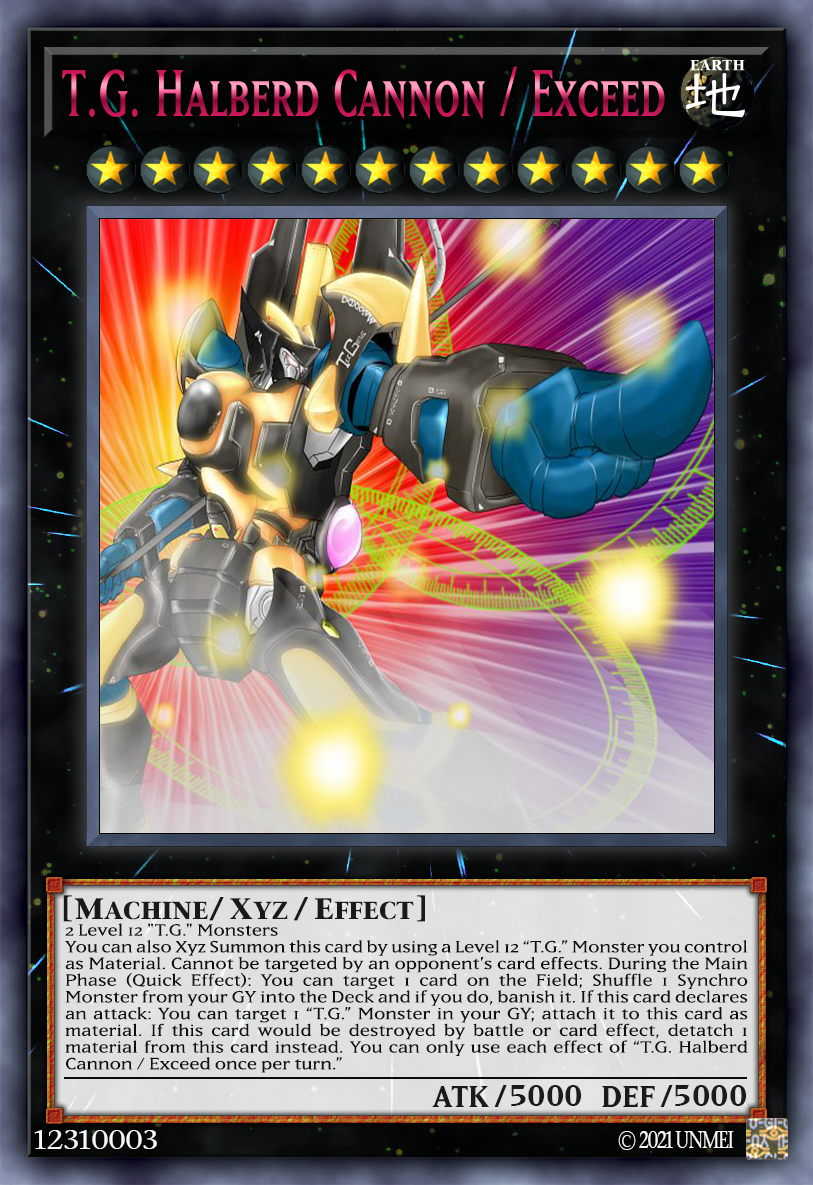 T.G. Halberd Cannon / Exceed
EARTH
地
[Machine/ Xyz / Effect]
2 Level 12 "T.G." Monsters
You can also Xyz Summon this card by using a Level 12 “T.G.” Monster you control
as Material. Cannot be targeted by an opponent's card effects. During the Main
Phase (Quick Effect): You can target 1 card on the Field; Shuffle 1 Synchro
Monster from your GY into the Deck and if you do, banish it. If this card declares
an attack: You can target 1 “T.G.” Monster in your GY; attach it to this card as
material. If this card would be destroyed by battle or card effect, detatch 1
material from this card instead. You can only use each effect of “T.G. Halberd
Cannon / Exceed once per turn.”
ATK /5000 DEF /5000
12310003 © 2021 UNMEI